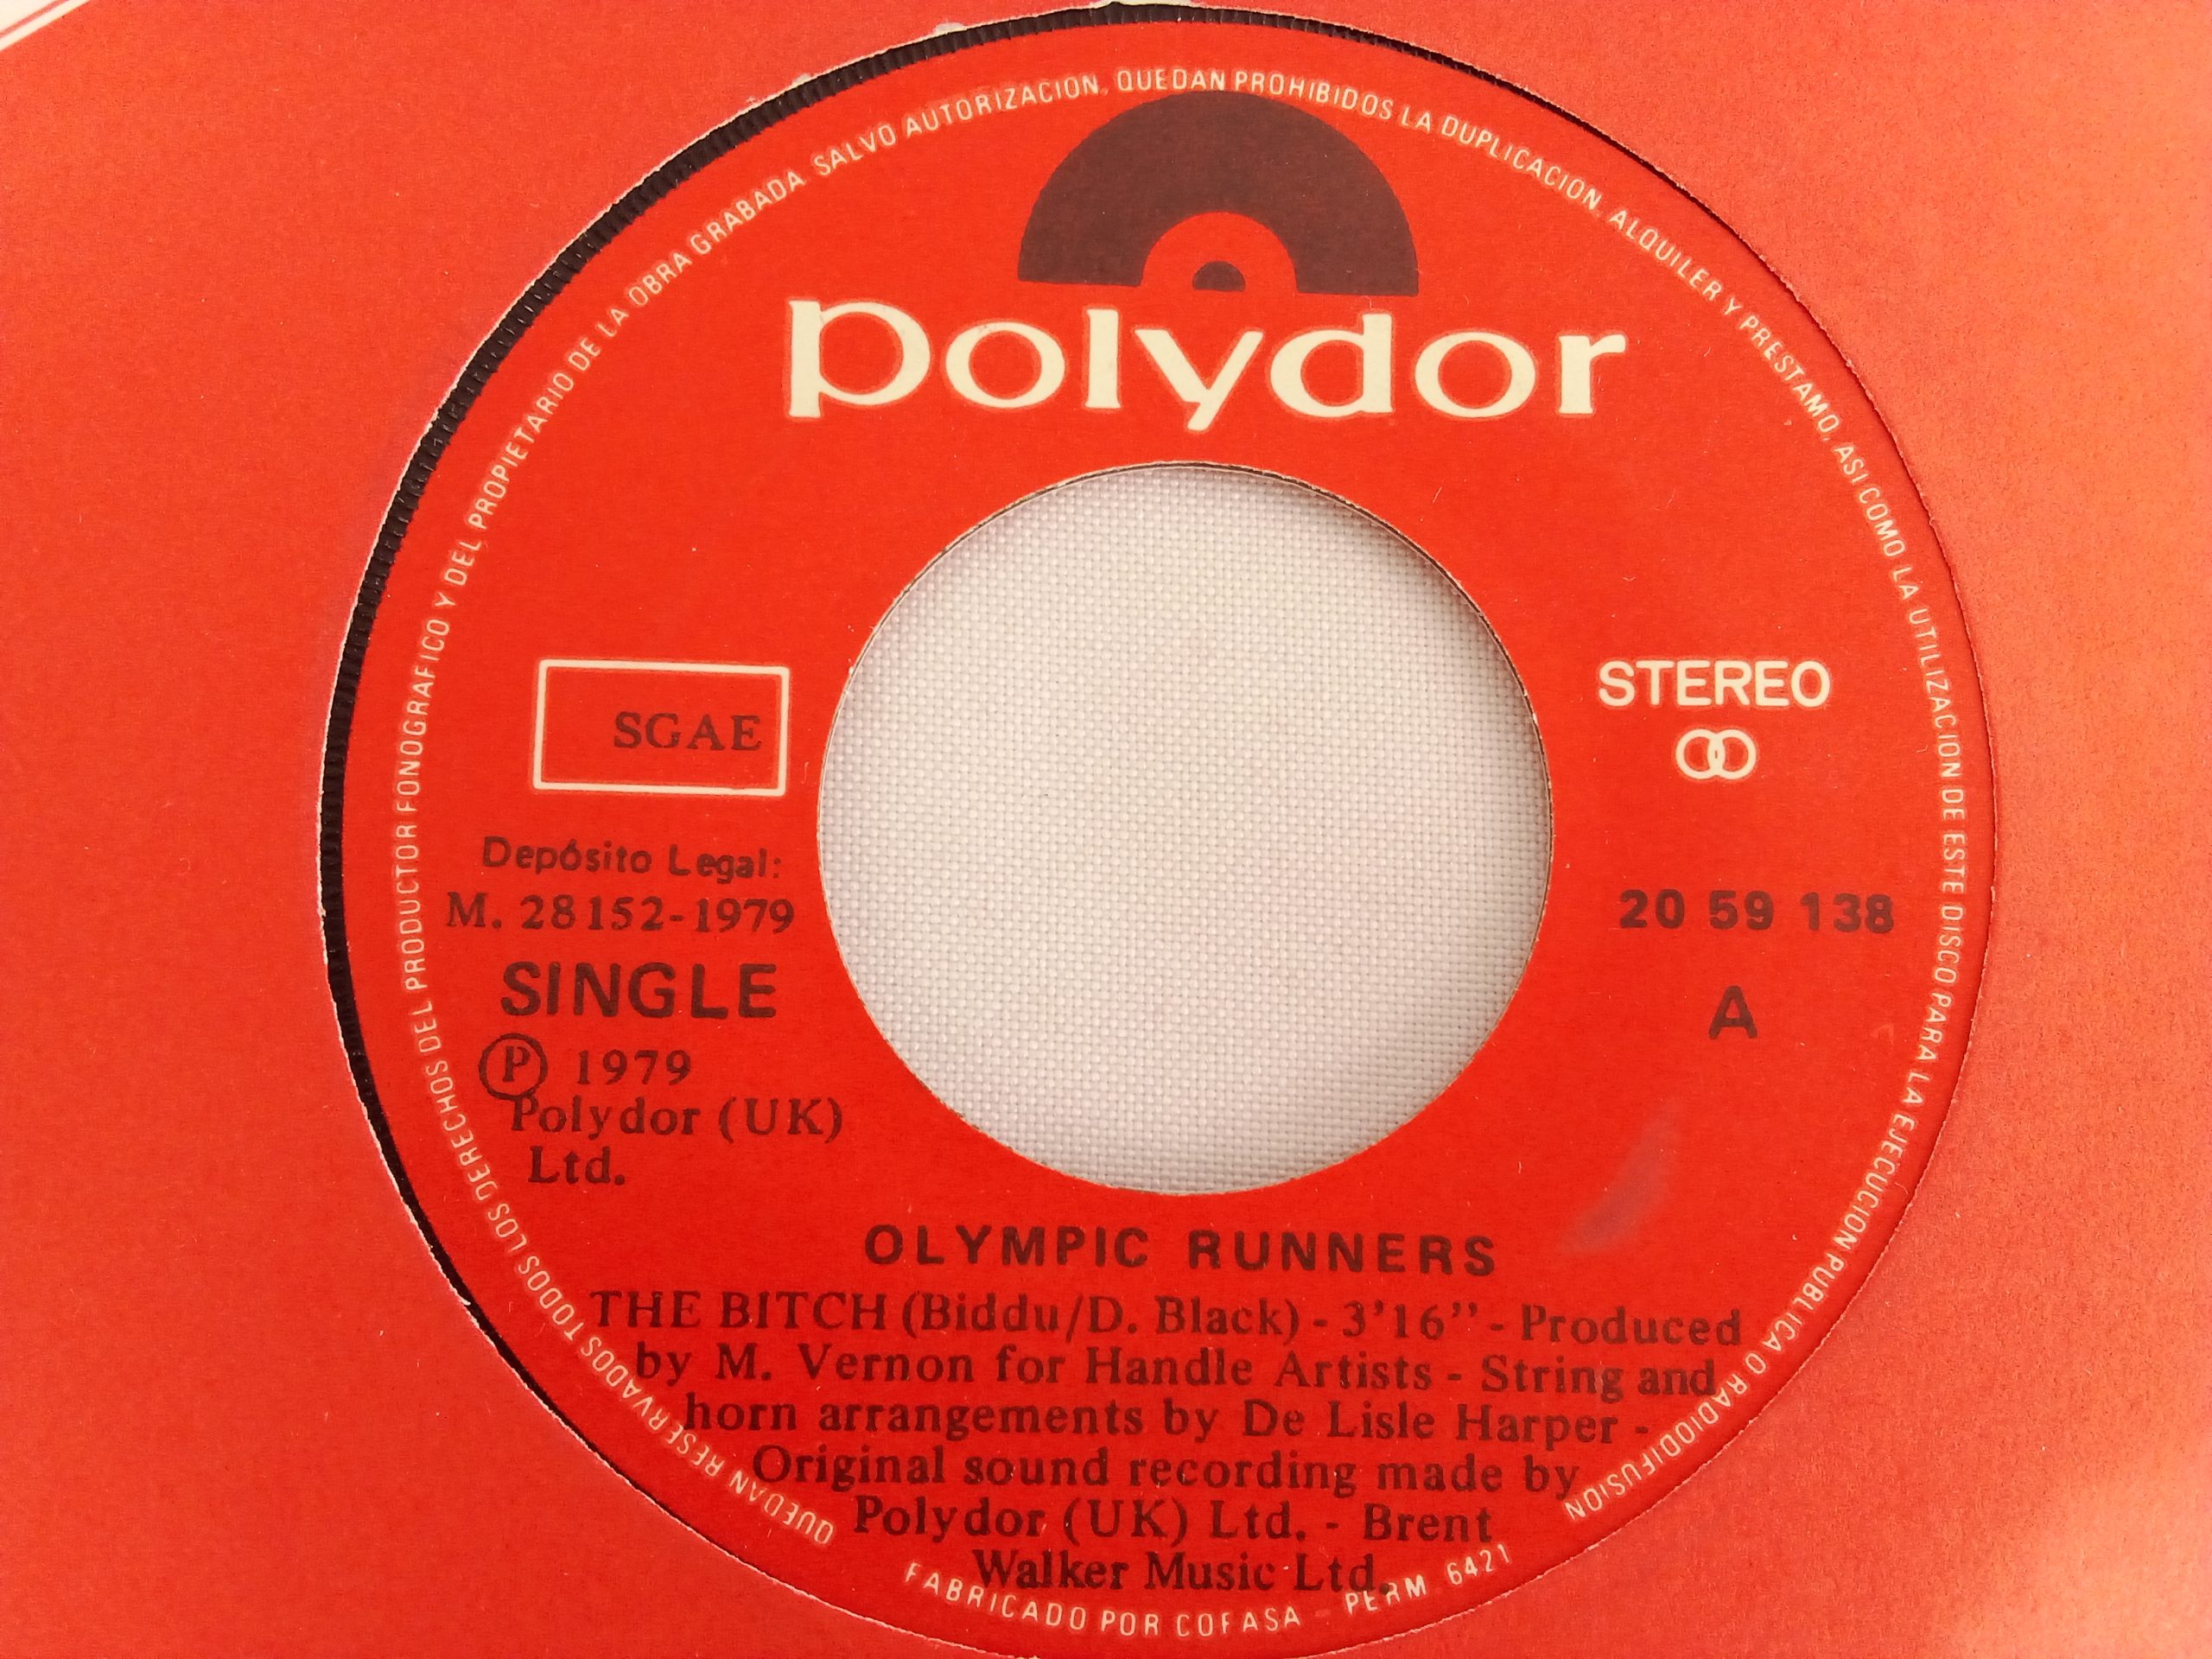 QUEDAN RESERVADOS TODOS LOS DERECHOS DEL PRODUCTOR FONOGRAFICO Y DEL PROPIETARIO DE LA OBRA GRABADA. SALVO AUTORIZACION, QUEDAN PROHIBIDOS LA DUPLICACION, ALQUILER Y PRESTAMO, ASI COMO LA UTILIZACION DE ESTE DISCO PARA LA EJECUCION PUBLICA O RADIODIFUSION
polydor
SGAE
STEREO
Depósito Legal:
M. 28152-1979
20 59 138
SINGLE
A
Ⓟ 1979
Polydor (UK)
Ltd.
OLYMPIC RUNNERS
THE BITCH (Biddu/D. Black) - 3'16" - Produced
by M. Vernon for Handle Artists - String and
horn arrangements by De Lisle Harper -
Original sound recording made by
Polydor (UK) Ltd. - Brent
Walker Music Ltd.
FABRICADO POR COFASA - PERM 6421